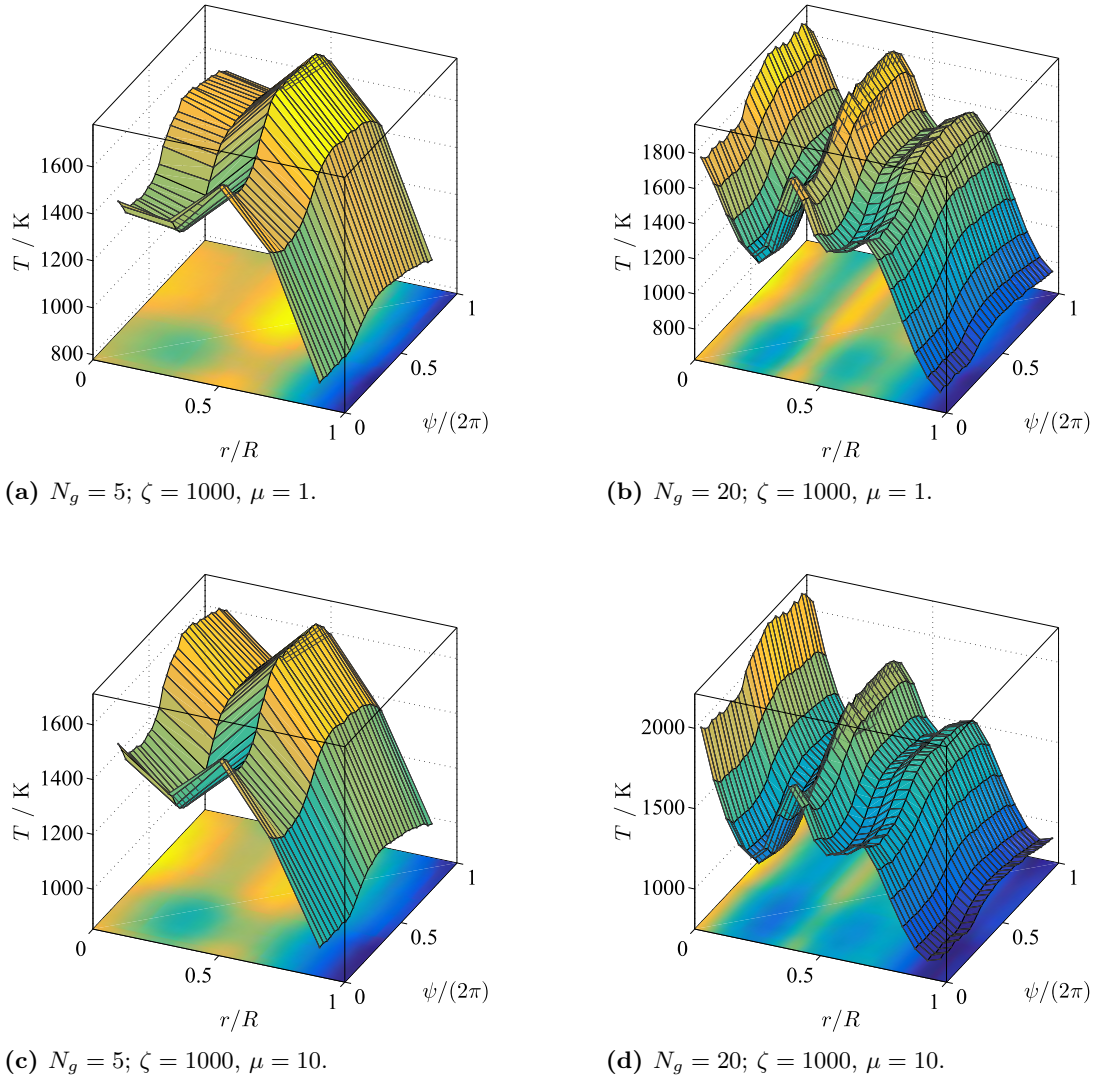 1600
1400
1200
1000
800
T / K
0
0.5
1
r/R
0
0.5
1
ψ/(2π)
(a) N_g = 5; ζ = 1000, μ = 1.
1800
1600
1400
1200
1000
800
T / K
0
0.5
1
r/R
0
0.5
1
ψ/(2π)
(b) N_g = 20; ζ = 1000, μ = 1.
1600
1400
1200
1000
T / K
0
0.5
1
r/R
0
0.5
1
ψ/(2π)
(c) N_g = 5; ζ = 1000, μ = 10.
2000
1500
1000
T / K
0
0.5
1
r/R
0
0.5
1
ψ/(2π)
(d) N_g = 20; ζ = 1000, μ = 10.